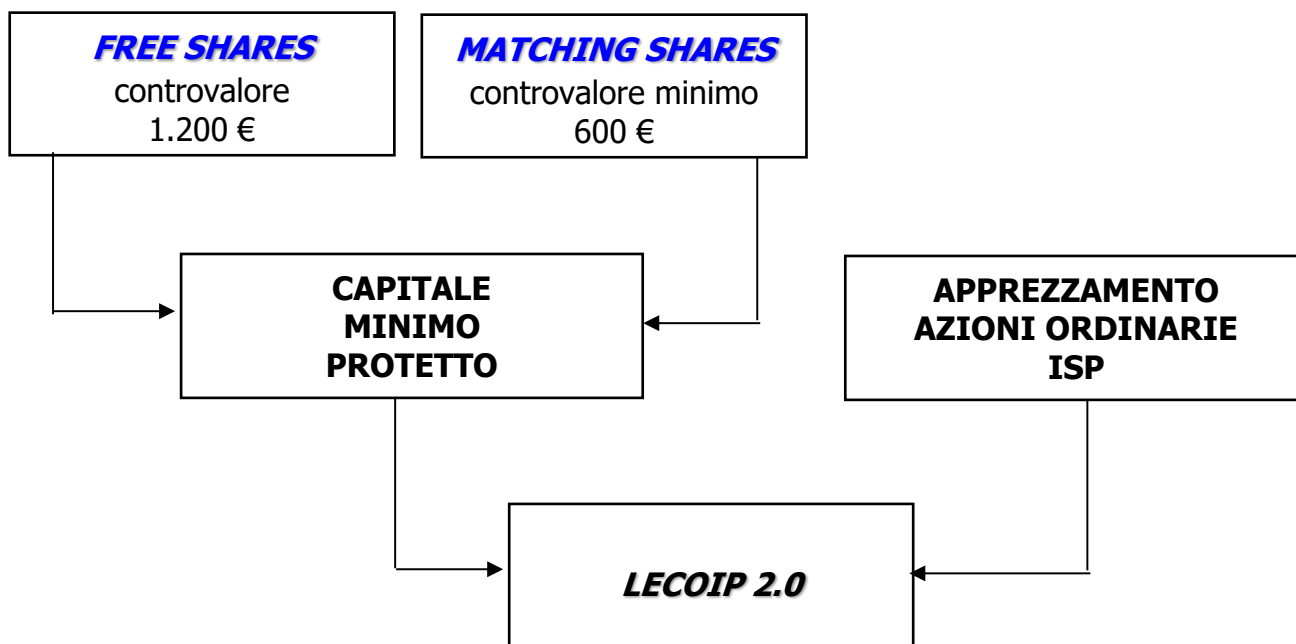 FREE SHARES
controvalore
1.200 €
MATCHING SHARES
controvalore minimo
600 €
CAPITALE
MINIMO
PROTETTO
APPREZZAMENTO
AZIONI ORDINARIE
ISP
LECOIP 2.0